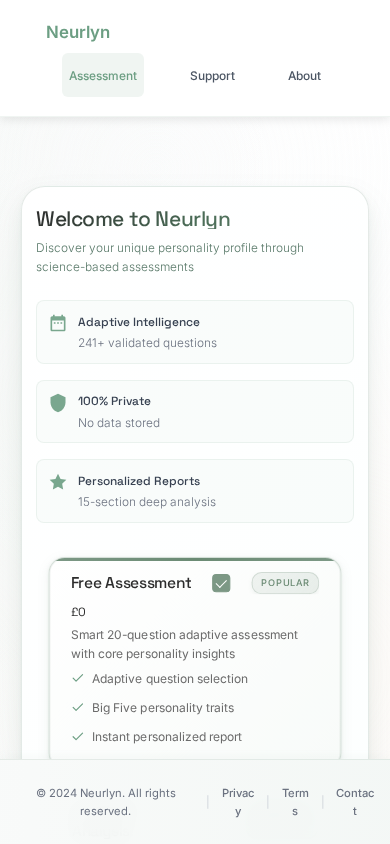 Neurlyn
Assessment Support About
Welcome to Neurlyn
Discover your unique personality profile through
science-based assessments
Adaptive Intelligence
241+ validated questions
100% Private
No data stored
Personalized Reports
15-section deep analysis
Free Assessment POPULAR
£0
Smart 20-question adaptive assessment
with core personality insights
Adaptive question selection
Big Five personality traits
Instant personalized report
© 2024 Neurlyn. All rights
reserved.
Privac
y
Term
s
Contac
t